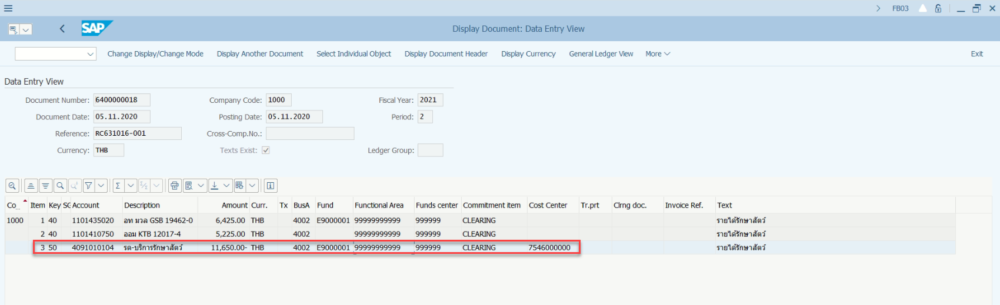 FB03
SAP
Display Document: Data Entry View
Change Display/Change Mode Display Another Document Select Individual Object Display Document Header Display Currency General Ledger View More Exit
Data Entry View
Document Number: 6400000018 Company Code: 1000 Fiscal Year: 2021
Document Date: 05.11.2020 Posting Date: 05.11.2020 Period: 2
Reference: RC631016-001 Cross-Comp.No.:
Currency: THB Texts Exist: Ledger Group:
Co... Item Key SG Account Description Amount Curr. Tx BusA Fund Functional Area Funds center Commitment item Cost Center Tr.prt Clrng doc. Invoice Ref. Text
1000 1 40 1101435020 อท มวล GSB 19462-0 6,425.00 THB 4002 E9000001 99999999999 999999 CLEARING รายได้รักษาสัตว์
2 40 1101410750 ออม KTB 12017-4 5,225.00 THB 4002 99999999999 999999 CLEARING รายได้รักษาสัตว์
3 50 4091010104 รด-บริการรักษาสัตว์ 11,650.00- THB 4002 E9000001 99999999999 999999 CLEARING 7546000000 รายได้รักษาสัตว์